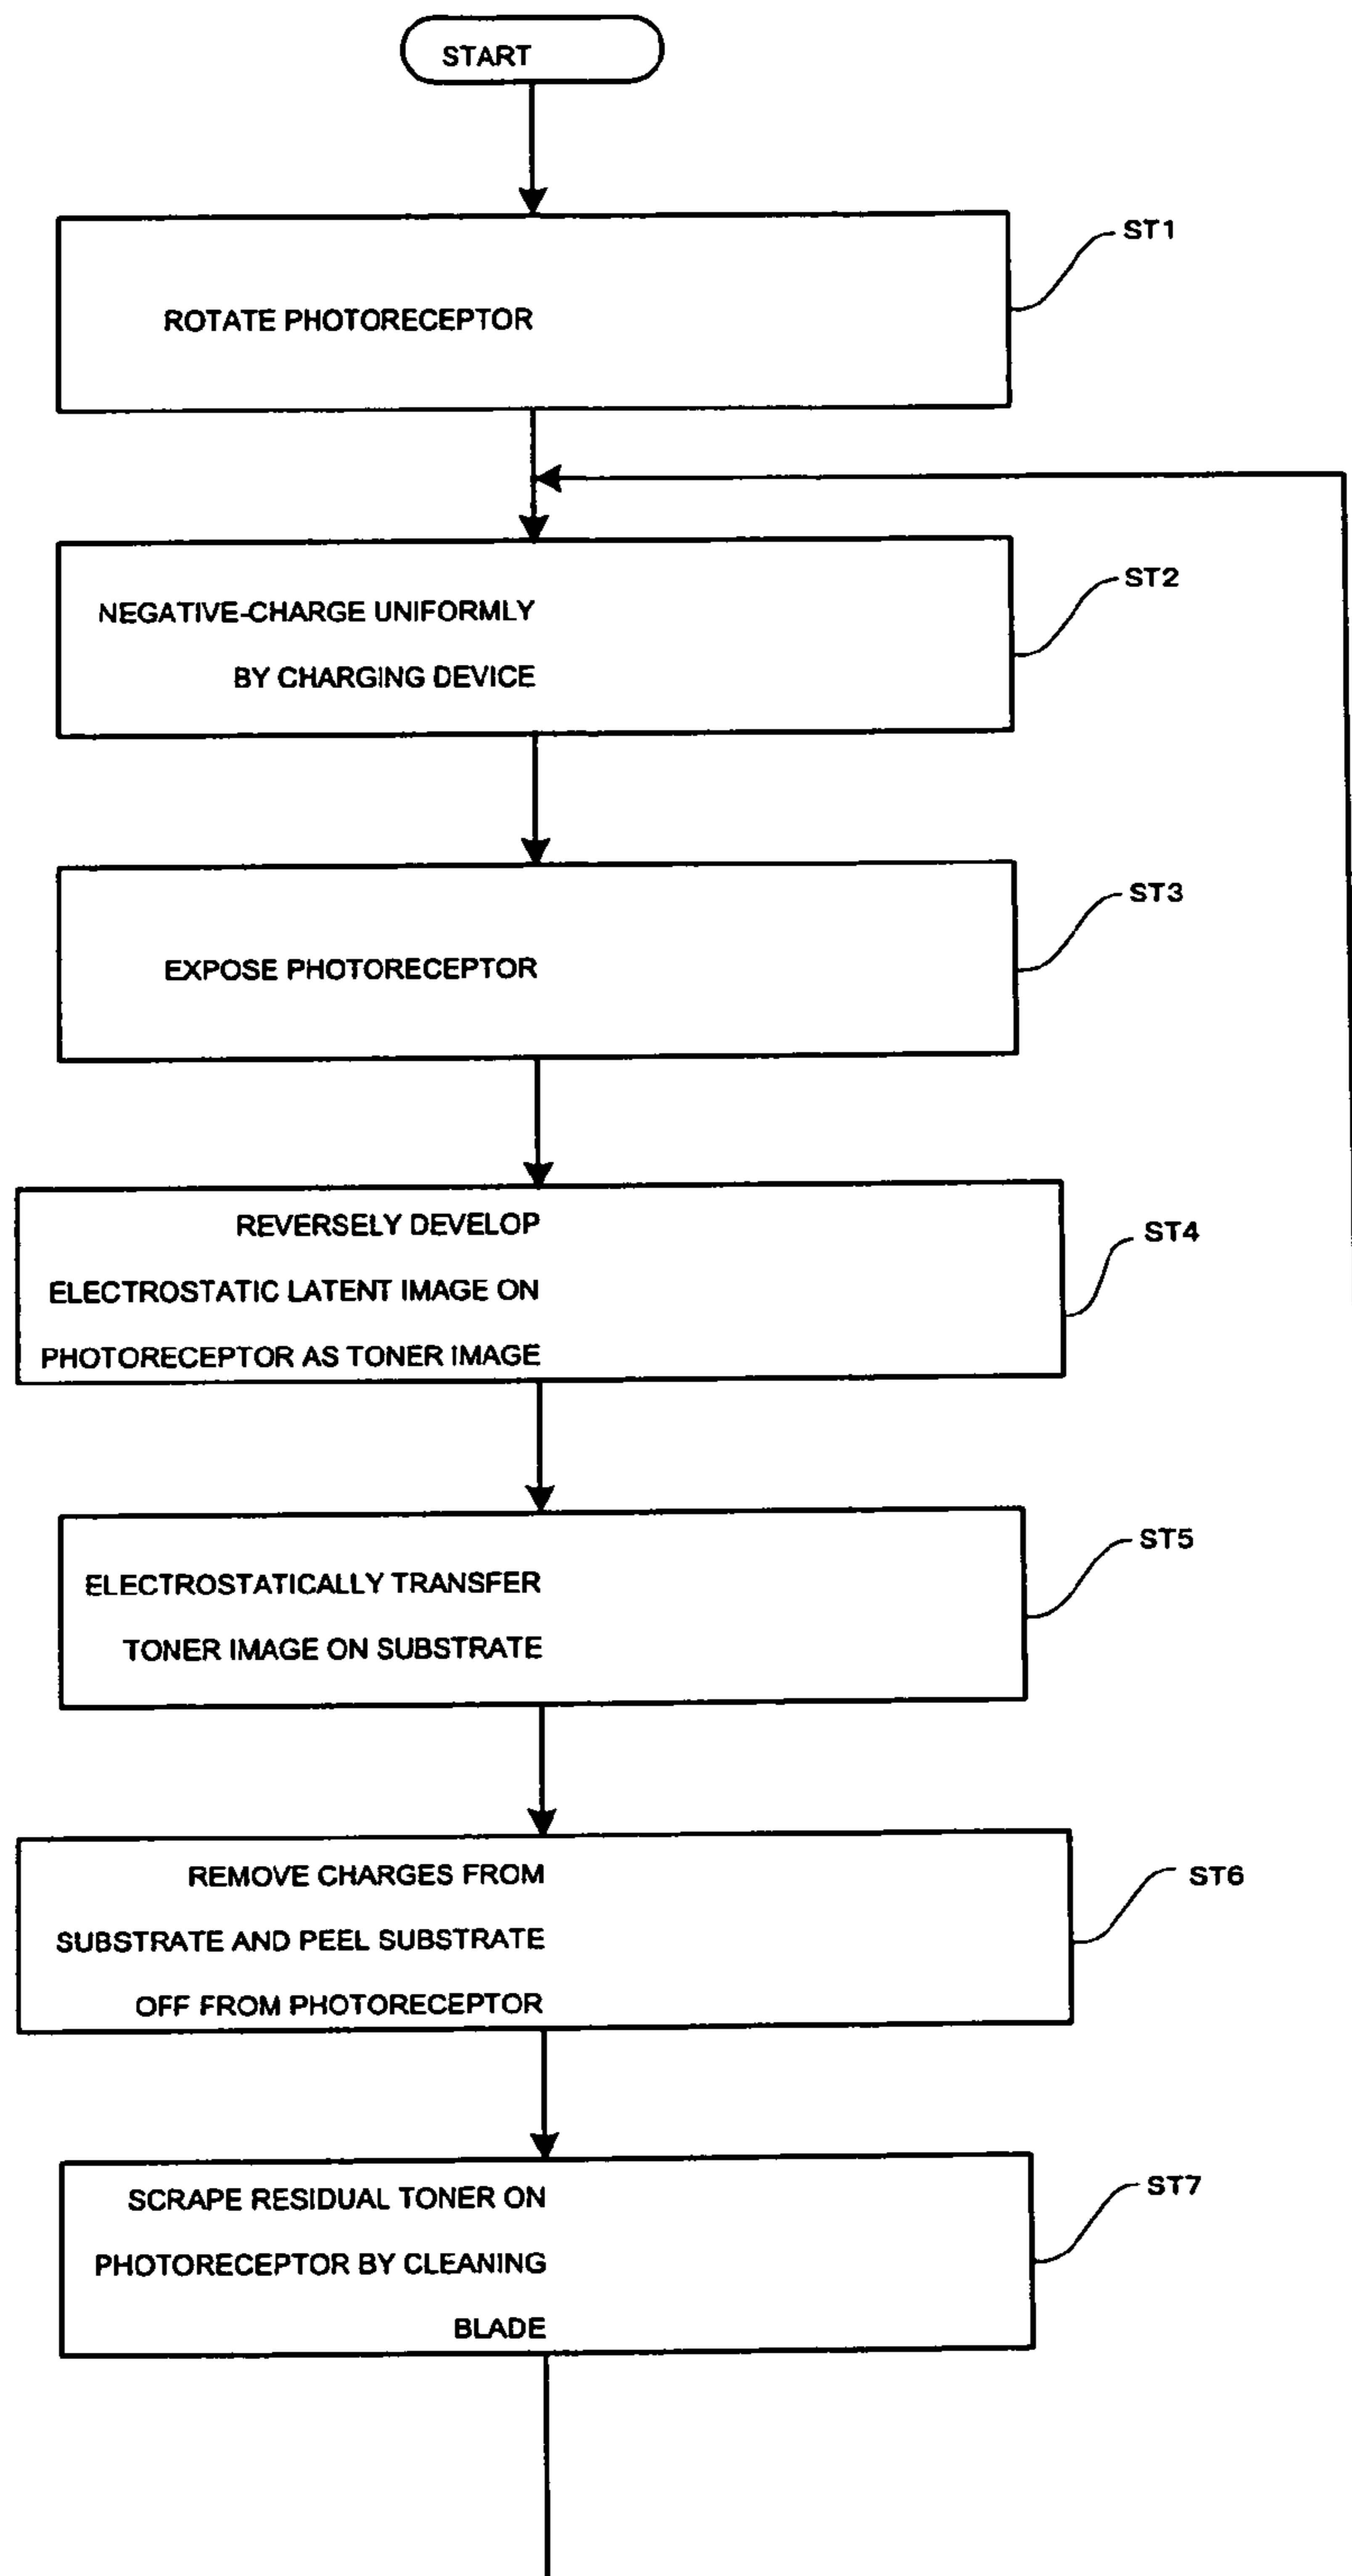 START
ROTATE PHOTORECEPTOR
ST1
NEGATIVE-CHARGE UNIFORMLY
BY CHARGING DEVICE
ST2
EXPOSE PHOTORECEPTOR
ST3
REVERSELY DEVELOP
ELECTROSTATIC LATENT IMAGE ON
PHOTORECEPTOR AS TONER IMAGE
ST4
ELECTROSTATICALLY TRANSFER
TONER IMAGE ON SUBSTRATE
ST5
REMOVE CHARGES FROM
SUBSTRATE AND PEEL SUBSTRATE
OFF FROM PHOTORECEPTOR
ST6
SCRAPE RESIDUAL TONER ON
PHOTORECEPTOR BY CLEANING
BLADE
ST7